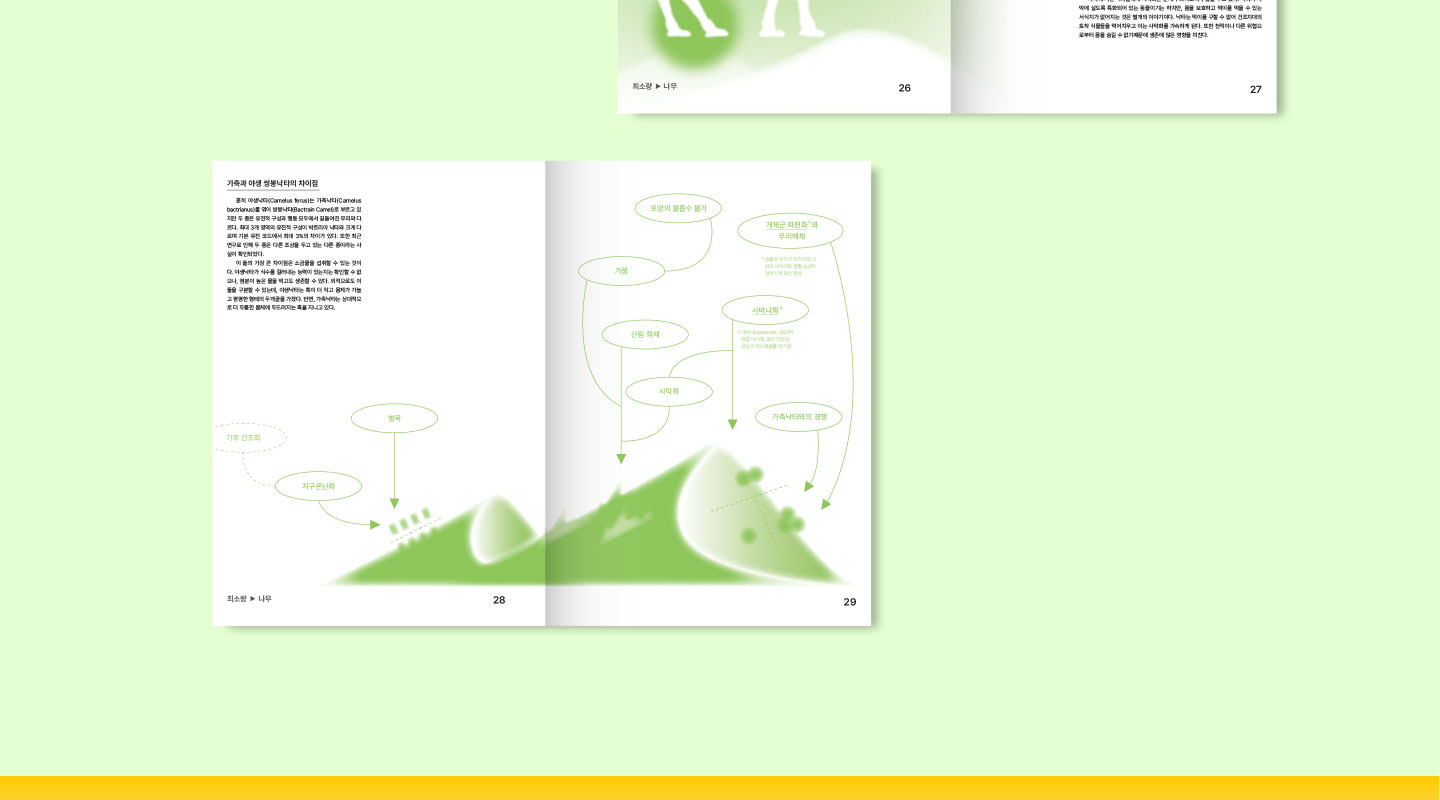 막에 살도록 특화되어 있는 동물이기는 하지만, 몸을 보호하고 먹이를 먹을 수 있는
서식지가 없어지는 것은 별개의 이야기이다. 낙타는 먹이를 구할 수 없어 건조지대의
토착 식물들을 먹어치우고 이는 사막화를 가속하게 된다. 또한 천적이나 다른 위협으
로부터 몸을 숨길 수 없기때문에 생존에 많은 영향을 미친다.
최소량 ▶ 나무
26
27
가축과 야생 쌍봉낙타의 차이점
흔히 야생낙타(Camelus ferus)는 가축낙타(Camelus
bactrianus)를 엮어 쌍봉낙타(Bactrain Camel)로 부르고 있
지만 두 종은 유전적 구성과 행동 모두에서 길들여진 무리와 다
르다. 최대 3개 영역의 유전적 구성이 박트리아 낙타와 크게 다
르며 기본 유전 코드에서 최대 3%의 차이가 있다. 또한 최근
연구로 인해 두 종은 다른 조상을 두고 있는 다른 종이라는 사
실이 확인되었다.
이 둘의 가장 큰 차이점은 소금물을 섭취할 수 있는 것이
다. 야생낙타가 식수를 걸러내는 능력이 있는지는 확인할 수 없
으나, 염분이 높은 물을 먹고도 생존할 수 있다. 외적으로도 이
들을 구분할 수 있는데, 야생낙타는 혹이 더 작고 몸체가 가늘
고 평평한 형태의 두개골을 가졌다. 반면, 가축낙타는 상대적으
로 더 두툼한 몸체에 두드러지는 혹을 지니고 있다.
토양의 물흡수 불가
개체군 파편화*와
무리해체
가뭄
사바나화*
산림 화재
사막화
가축낙타와의 경쟁
벌목
기후 건조화
지구온난화
최소량 ▶ 나무
28
29